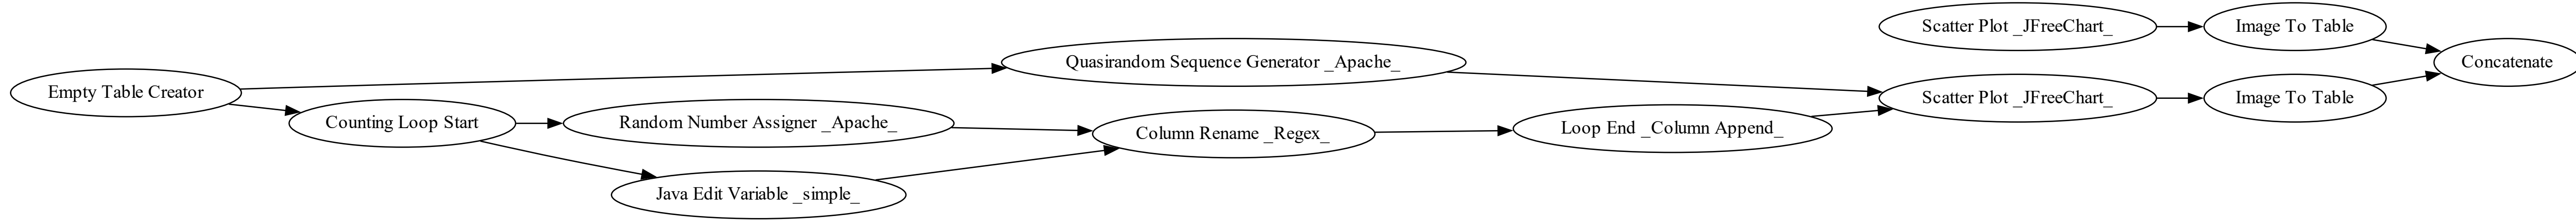 Empty Table Creator
Quasirandom Sequence Generator _Apache_
Counting Loop Start
Random Number Assigner _Apache_
Java Edit Variable _simple_
Column Rename _Regex_
Loop End _Column Append_
Scatter Plot _JFreeChart_
Image To Table
Scatter Plot _JFreeChart_
Image To Table
Concatenate